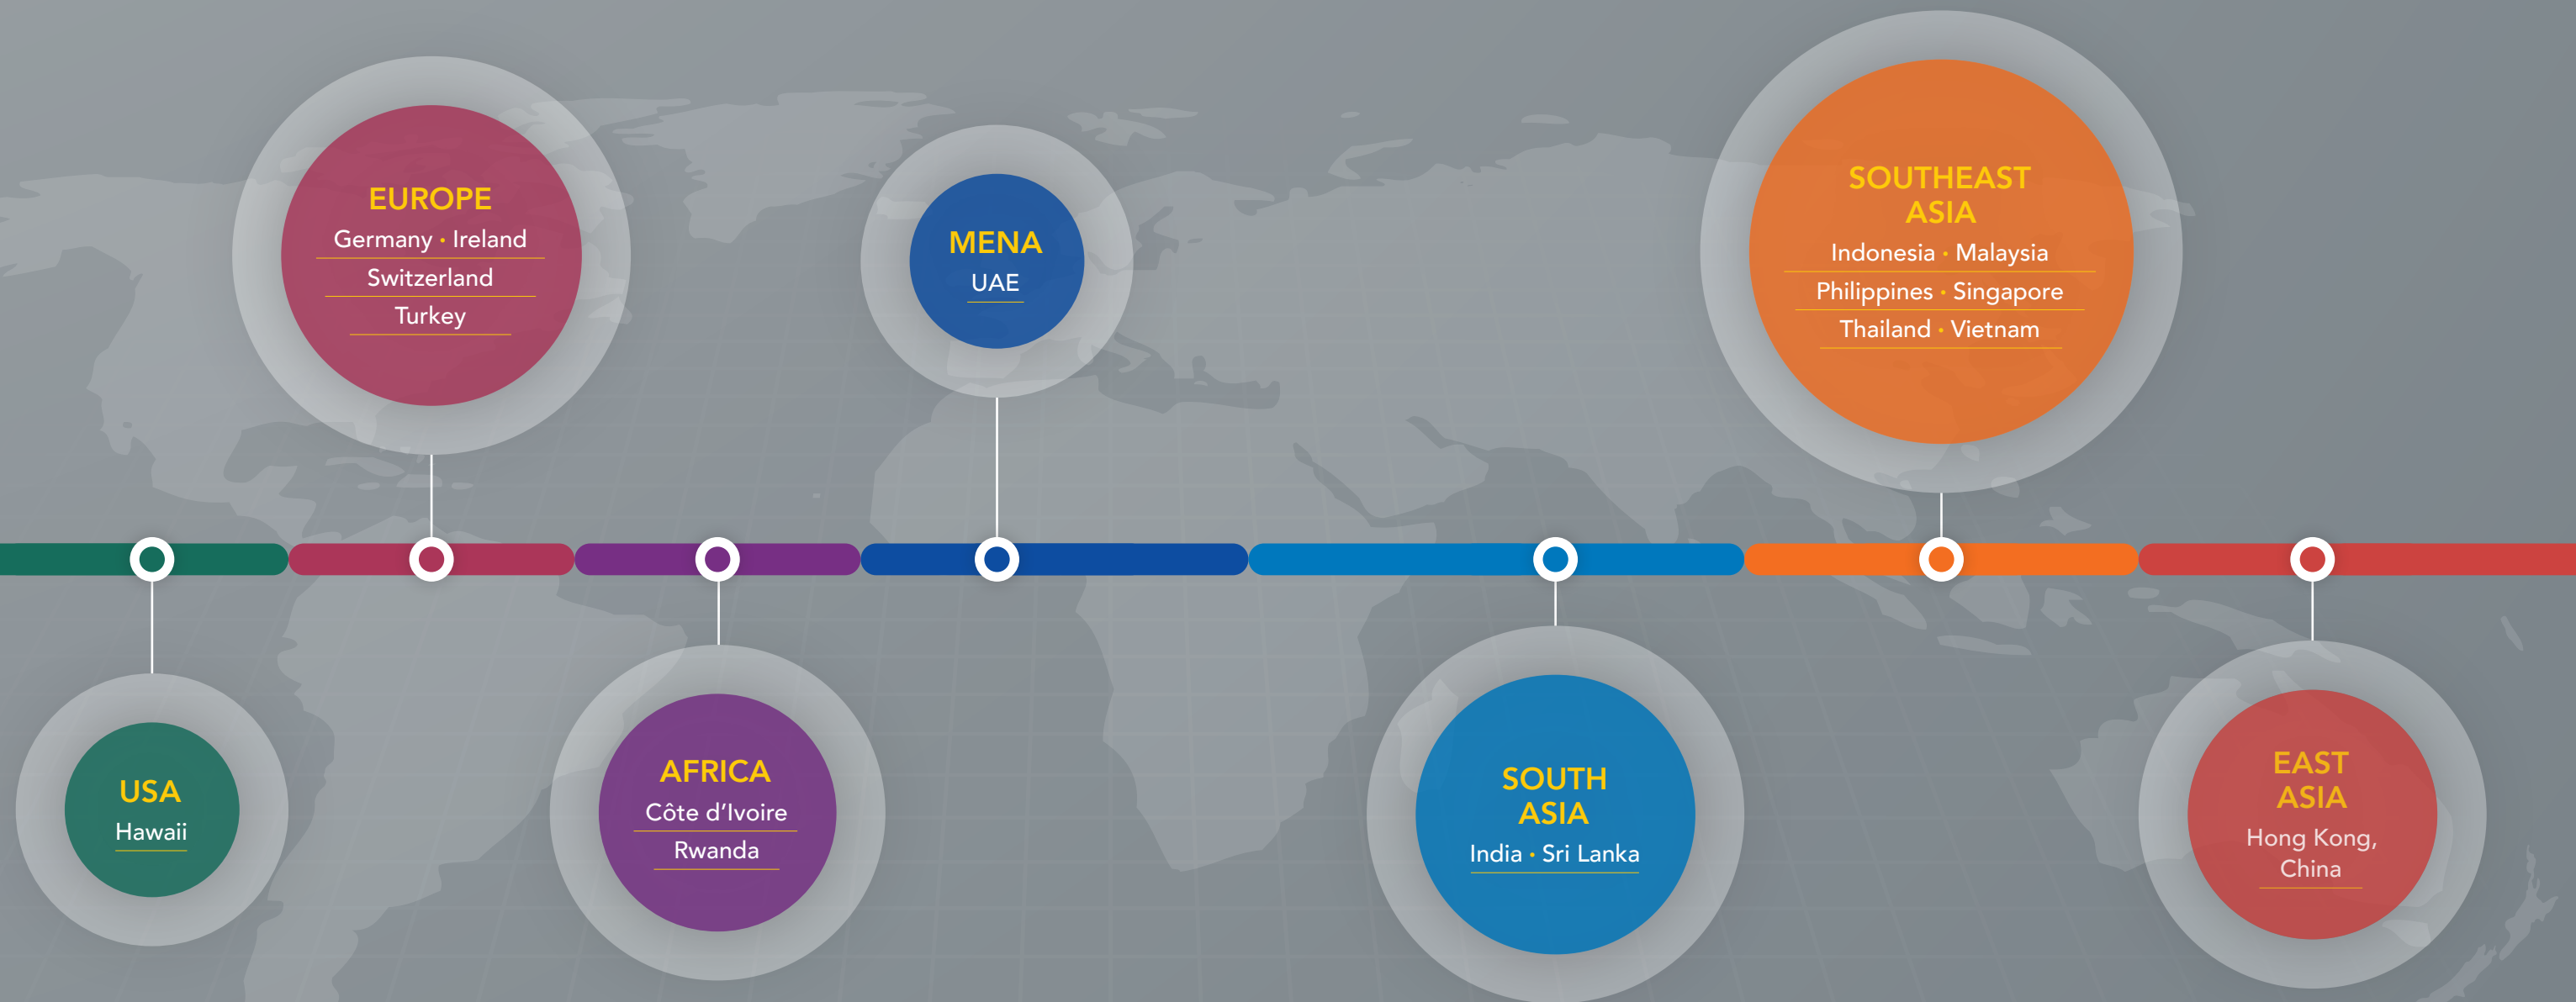 EUROPE
Germany • Ireland
Switzerland
Turkey
MENA
UAE
SOUTHEAST
ASIA
Indonesia • Malaysia
Philippines • Singapore
Thailand • Vietnam
USA
Hawaii
AFRICA
Côte d’Ivoire
Rwanda
SOUTH
ASIA
India • Sri Lanka
EAST
ASIA
Hong Kong,
China